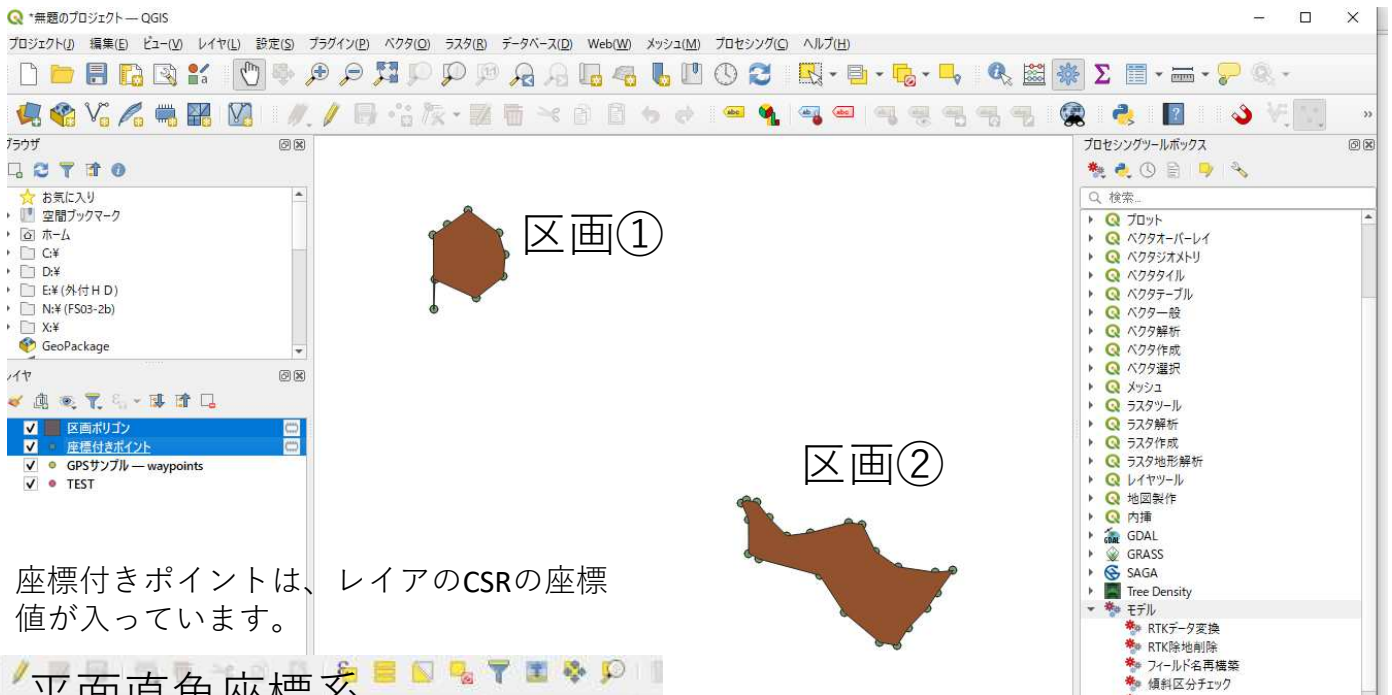 *無題のプロジェクト — QGIS
プロジェクト(J) 編集(E) ビュー(V) レイヤ(L) 設定(S) プラグイン(P) ベクタ(O) ラスタ(R) データベース(D) Web(W) メッシュ(M) プロセシング(C) ヘルプ(H)
ブラウザ
お気に入り
空間ブックマーク
ホーム
C:¥
D:¥
E:¥ (外付ＨＤ)
N:¥ (FS03-2b)
X:¥
GeoPackage
レイヤ
区画ポリゴン
座標付きポイント
GPSサンプル — waypoints
TEST
区画①
区画②
座標付きポイントは、レイアのCSRの座標
値が入っています。
平面直角座標系
プロセシングツールボックス
検索...
プロット
ベクタオーバーレイ
ベクタジオメトリ
ベクタタイル
ベクタテーブル
ベクタ一般
ベクタ解析
ベクタ作成
ベクタ選択
メッシュ
ラスタツール
ラスタ解析
ラスタ作成
ラスタ地形解析
レイヤツール
地図製作
内挿
GDAL
GRASS
SAGA
Tree Density
モデル
RTKデータ変換
RTK除地削除
フィールド名再構築
傾斜区分チェック